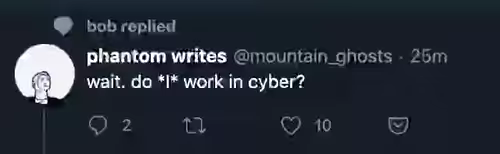 bob replied
phantom writes @mountain_ghosts · 25m
wait. do *I* work in cyber?
2 10